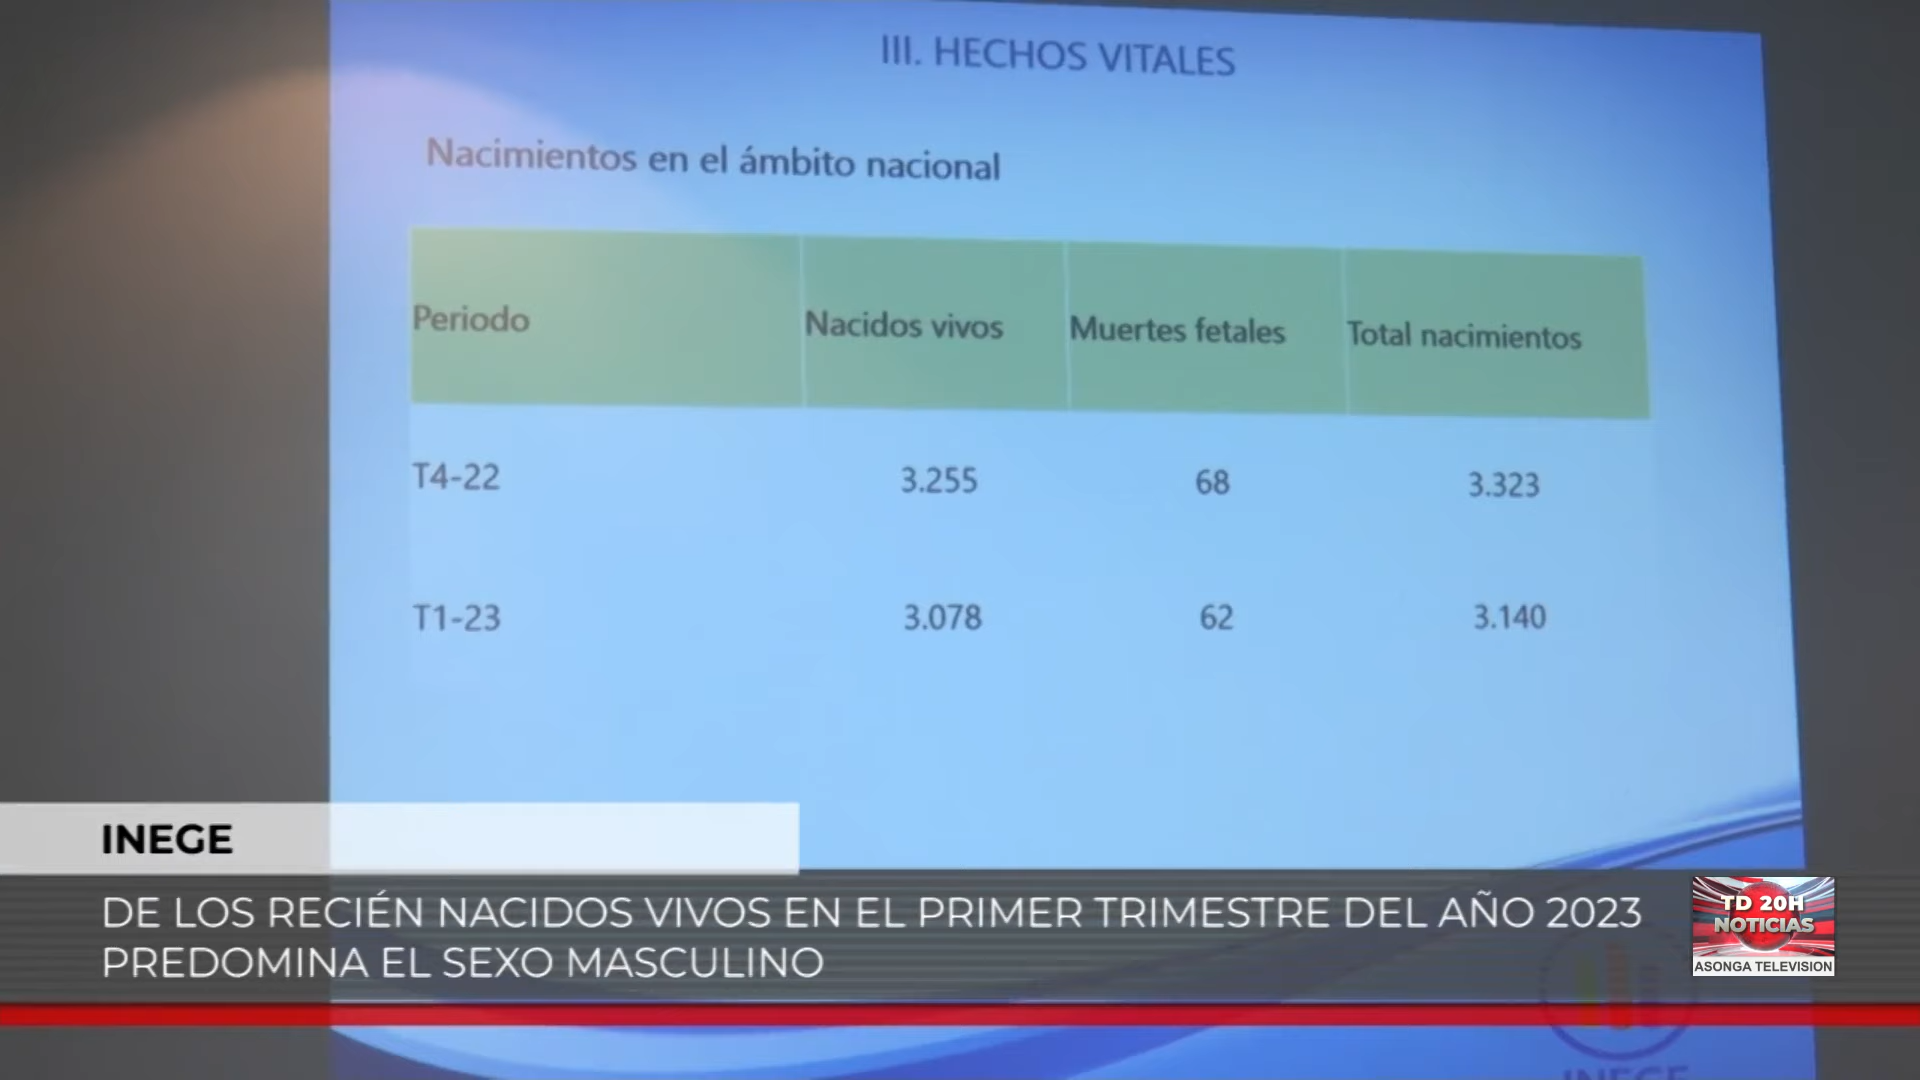 III. HECHOS VITALES
Nacimientos en el ámbito nacional
Periodo Nacidos vivos Muertes fetales Total nacimientos
T4-22 3.255 68 3.323
T1-23 3.078 62 3.140
INEGE
DE LOS RECIÉN NACIDOS VIVOS EN EL PRIMER TRIMESTRE DEL AÑO 2023
PREDOMINA EL SEXO MASCULINO
TD 20H
NOTICIAS
ASONGA TELEVISION
INEGE